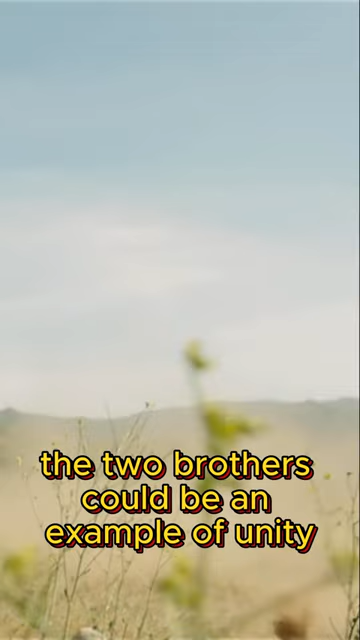 the two brothers
could be an
example of unity